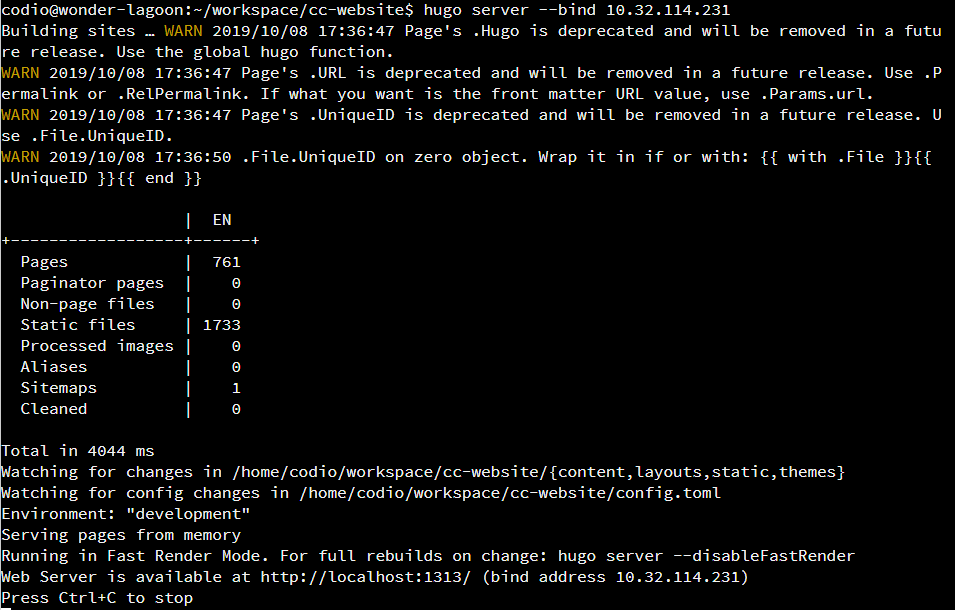 codio@wonder-lagoon:~/workspace/cc-website$ hugo server --bind 10.32.114.231
Building sites … WARN 2019/10/08 17:36:47 Page's .Hugo is deprecated and will be removed in a futu
re release. Use the global hugo function.
WARN 2019/10/08 17:36:47 Page's .URL is deprecated and will be removed in a future release. Use .P
ermalink or .RelPermalink. If what you want is the front matter URL value, use .Params.url.
WARN 2019/10/08 17:36:47 Page's .UniqueID is deprecated and will be removed in a future release. U
se .File.UniqueID.
WARN 2019/10/08 17:36:50 .File.UniqueID on zero object. Wrap it in if or with: {{ with .File }}{{
.UniqueID }}{{ end }}
                   |  EN
+------------------+------+
  Pages            |  761
  Paginator pages  |    0
  Non-page files   |    0
  Static files     | 1733
  Processed images |    0
  Aliases          |    0
  Sitemaps         |    1
  Cleaned          |    0
Total in 4044 ms
Watching for changes in /home/codio/workspace/cc-website/{content,layouts,static,themes}
Watching for config changes in /home/codio/workspace/cc-website/config.toml
Environment: "development"
Serving pages from memory
Running in Fast Render Mode. For full rebuilds on change: hugo server --disableFastRender
Web Server is available at http://localhost:1313/ (bind address 10.32.114.231)
Press Ctrl+C to stop